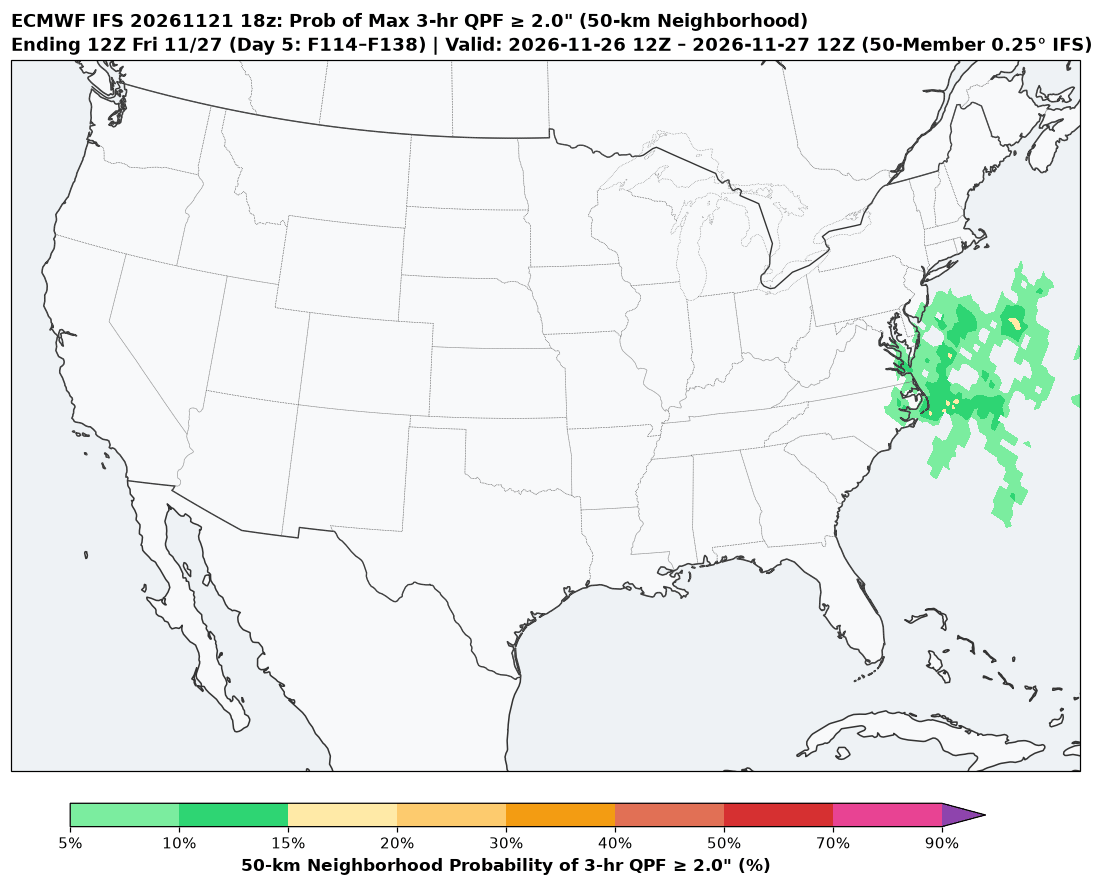 ECMWF IFS 20261121 18z: Prob of Max 3-hr QPF ≥ 2.0" (50-km Neighborhood)
Ending 12Z Fri 11/27 (Day 5: F114–F138) | Valid: 2026-11-26 12Z – 2026-11-27 12Z (50-Member 0.25° IFS)
5% 10% 15% 20% 30% 40% 50% 70% 90%
50-km Neighborhood Probability of 3-hr QPF ≥ 2.0" (%)